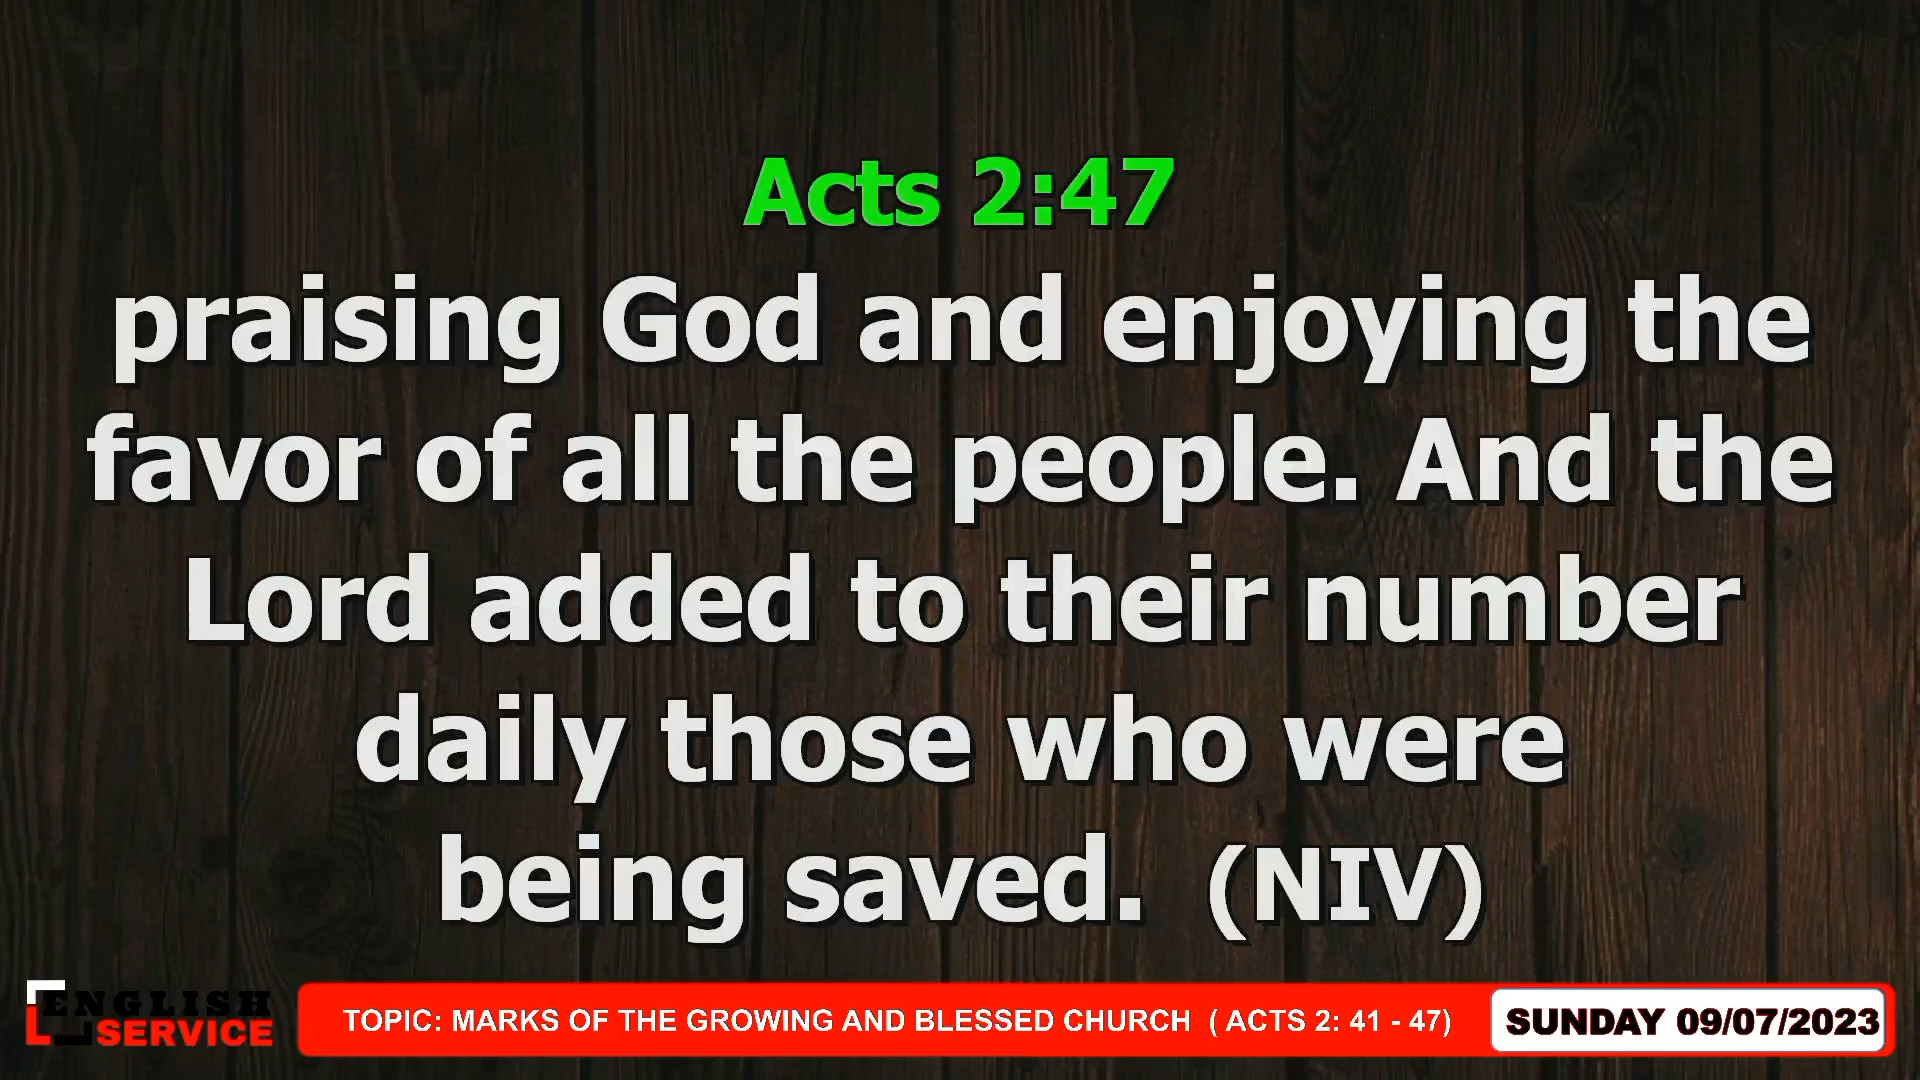 Acts 2:47
praising God and enjoying the
favor of all the people. And the
Lord added to their number
daily those who were
being saved.  (NIV)
ENGLISH
SERVICE
TOPIC: MARKS OF THE GROWING AND BLESSED CHURCH  ( ACTS 2: 41 - 47)
SUNDAY 09/07/2023